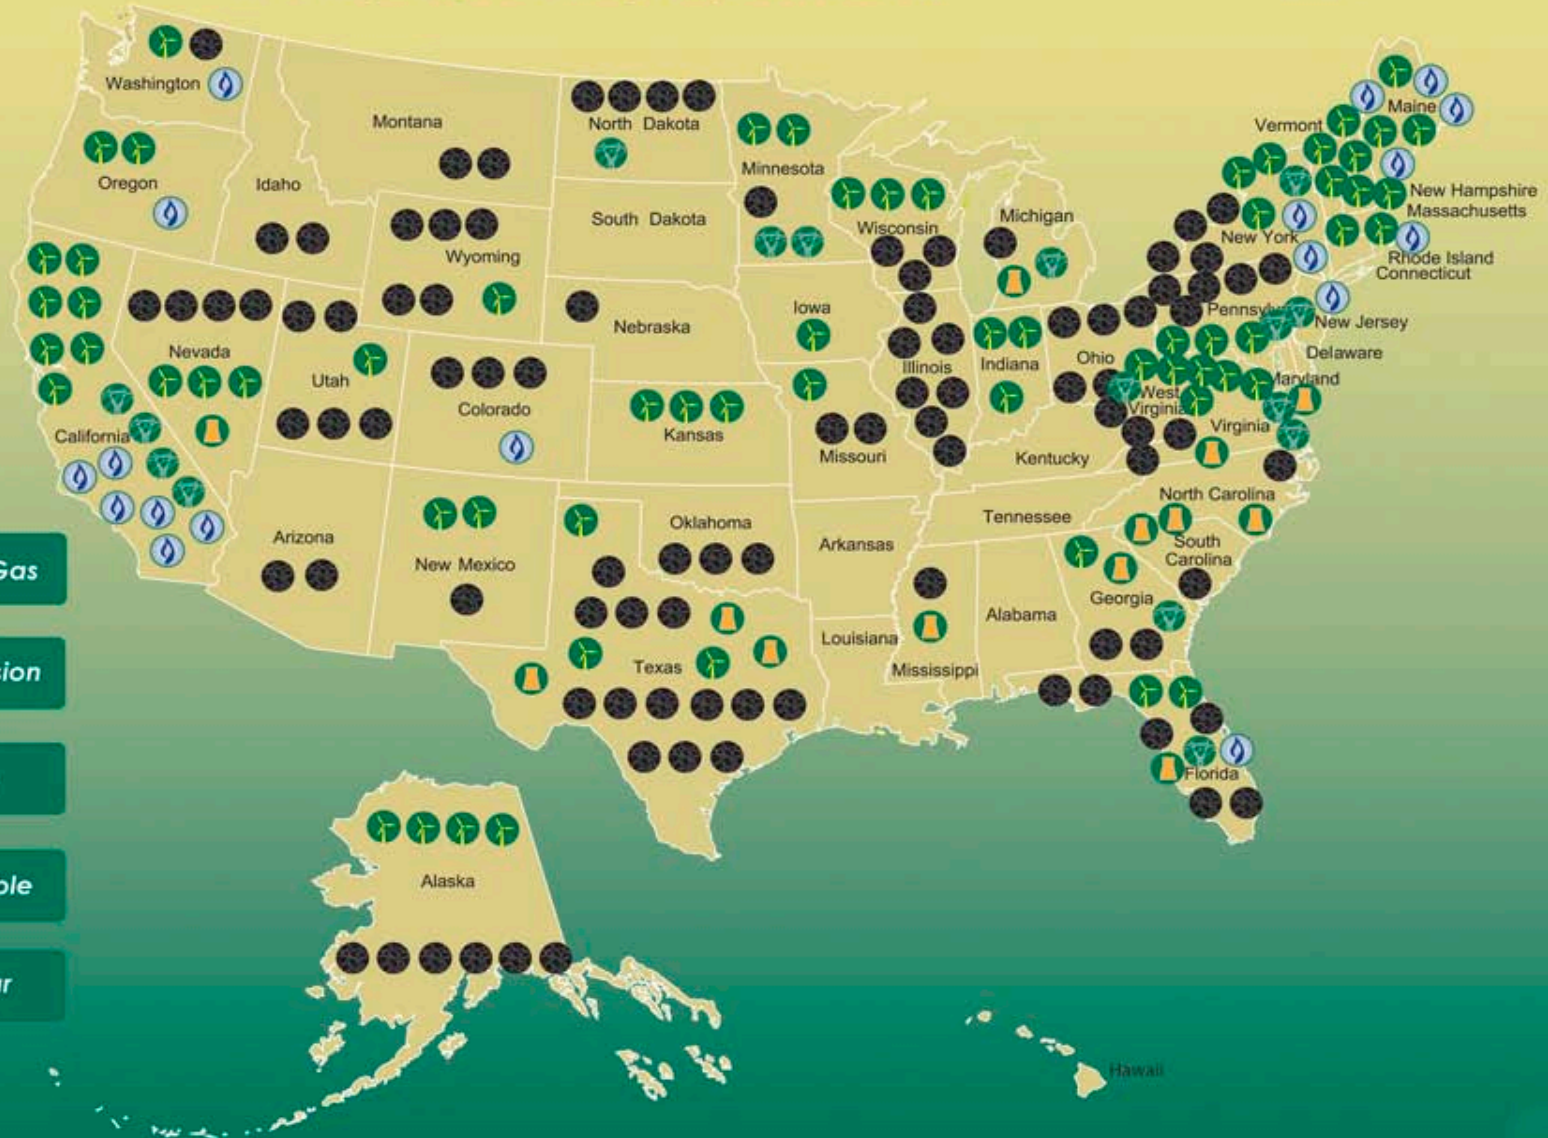 Washington
Montana
North Dakota
Minnesota
Maine
Vermont
Oregon
Idaho
South Dakota
Wisconsin
Michigan
New Hampshire
Massachusetts
New York
Rhode Island
Connecticut
Wyoming
Nebraska
Iowa
Pennsylv
New Jersey
Nevada
Utah
Colorado
Illinois
Indiana
Ohio
Delaware
Maryland
West
Virginia
Virginia
California
Kansas
Missouri
Kentucky
North Carolina
Arizona
New Mexico
Oklahoma
Arkansas
Tennessee
South
Carolina
Georgia
Alabama
Mississippi
Louisiana
Texas
Florida
Gas
sion
ble
ar
Alaska
Hawaii